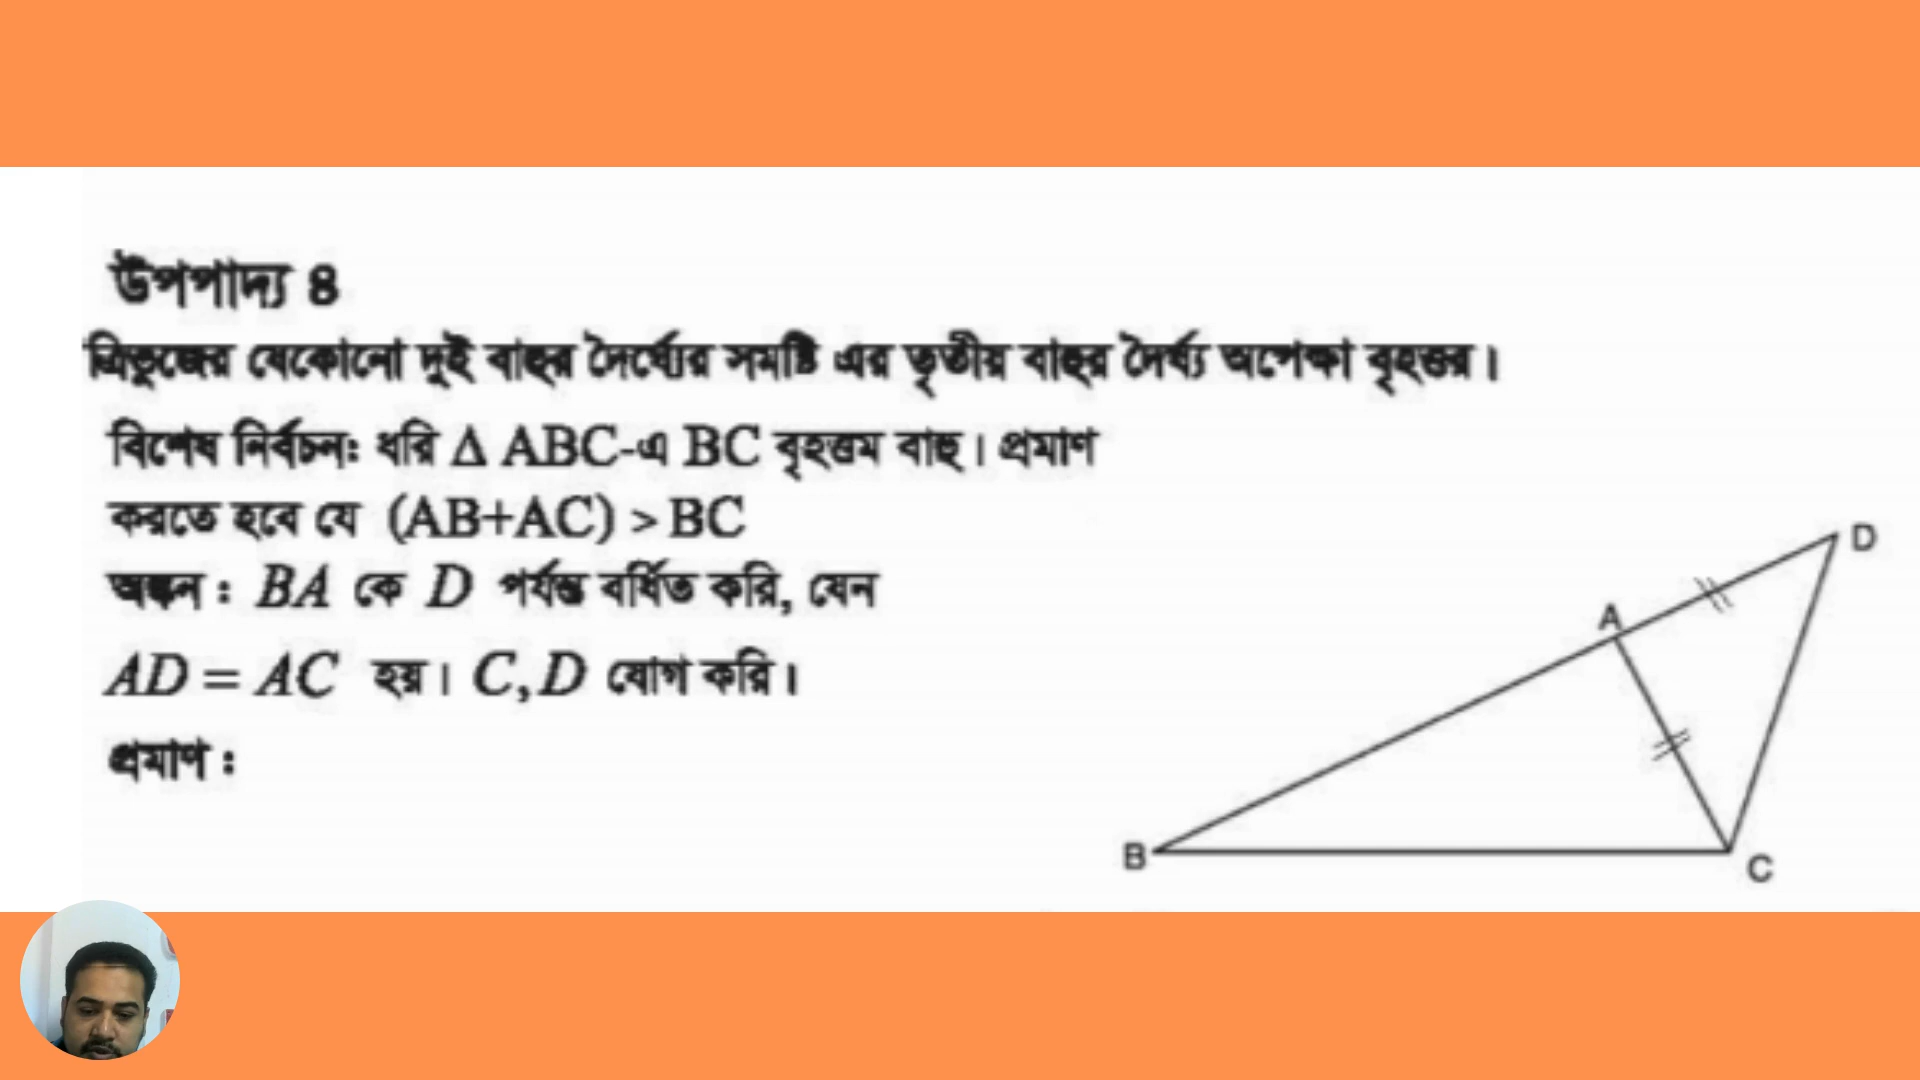 উপপাদ্য ৪
ত্রিভুজের যেকোনো দুই বাহুর দৈর্ঘ্যের সমষ্টি এর তৃতীয় বাহুর দৈর্ঘ্য অপেক্ষা বৃহত্তর।
বিশেষ নির্বচনঃ ধরি Δ ABC-এ BC বৃহত্তম বাহু। প্রমাণ
করতে হবে যে (AB+AC) > BC
অঙ্কন : BA কে D পর্যন্ত বর্ধিত করি, যেন
AD = AC হয়। C,D যোগ করি।
প্রমাণ :
D
A
B
C